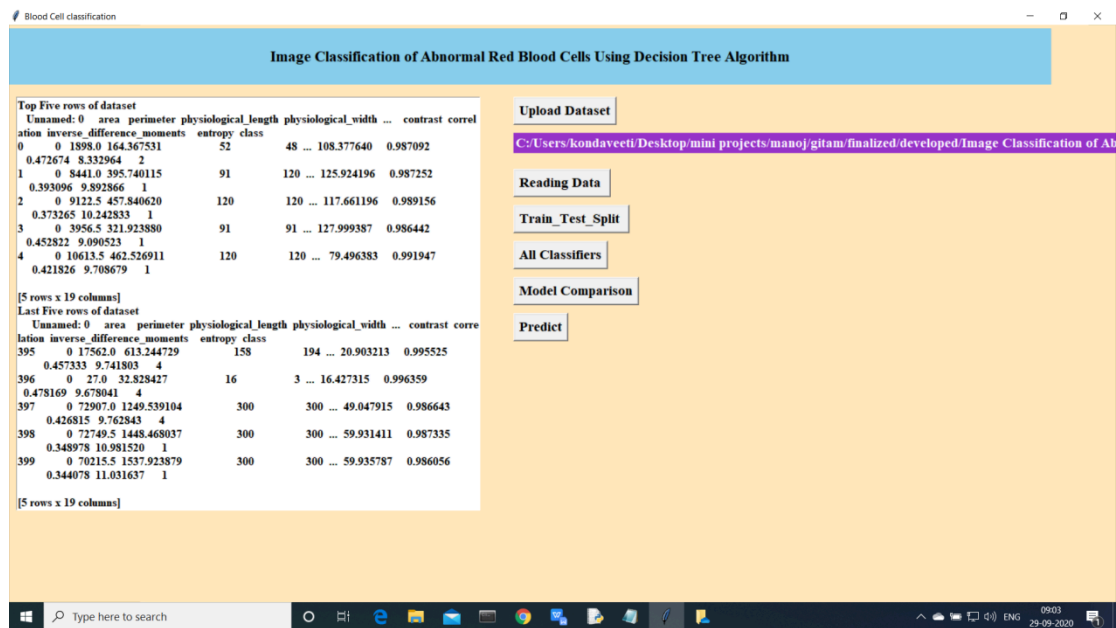 Blood Cell classification
Image Classification of Abnormal Red Blood Cells Using Decision Tree Algorithm
Top Five rows of dataset
Unnamed: 0 area perimeter physiological_length physiological_width ... contrast correl
ation inverse_difference_moments entropy class
0 0 1898.0 164.367531 52 48 ... 108.377640 0.987092
0.472674 8.332964 2
1 0 8441.0 395.740115 91 120 ... 125.924196 0.987252
0.393096 9.892866 1
2 0 9122.5 457.840620 120 120 ... 117.661196 0.989156
0.373265 10.242833 1
3 0 3956.5 321.923880 91 91 ... 127.999387 0.986442
0.452822 9.090523 1
4 0 10613.5 462.526911 120 120 ... 79.496383 0.991947
0.421826 9.708679 1
[5 rows x 19 columns]
Last Five rows of dataset
Unnamed: 0 area perimeter physiological_length physiological_width ... contrast corre
lation inverse_difference_moments entropy class
395 0 17562.0 613.244729 158 194 ... 20.903213 0.995525
0.457333 9.741803 4
396 0 27.0 32.828427 16 3 ... 16.427315 0.996359
0.478169 9.678041 4
397 0 72907.0 1249.539104 300 300 ... 49.047915 0.986643
0.426815 9.762843 4
398 0 72749.5 1448.468037 300 300 ... 59.931411 0.987335
0.348978 10.981520 1
399 0 70215.5 1537.923879 300 300 ... 59.935787 0.986056
0.344078 11.031637 1
[5 rows x 19 columns]
Upload Dataset
C:/Users/kondaveeti/Desktop/mini projects/manoj/gitam/finalized/developed/Image Classification of Ab
Reading Data
Train_Test_Split
All Classifiers
Model Comparison
Predict
Type here to search
ENG
09:03
29-09-2020